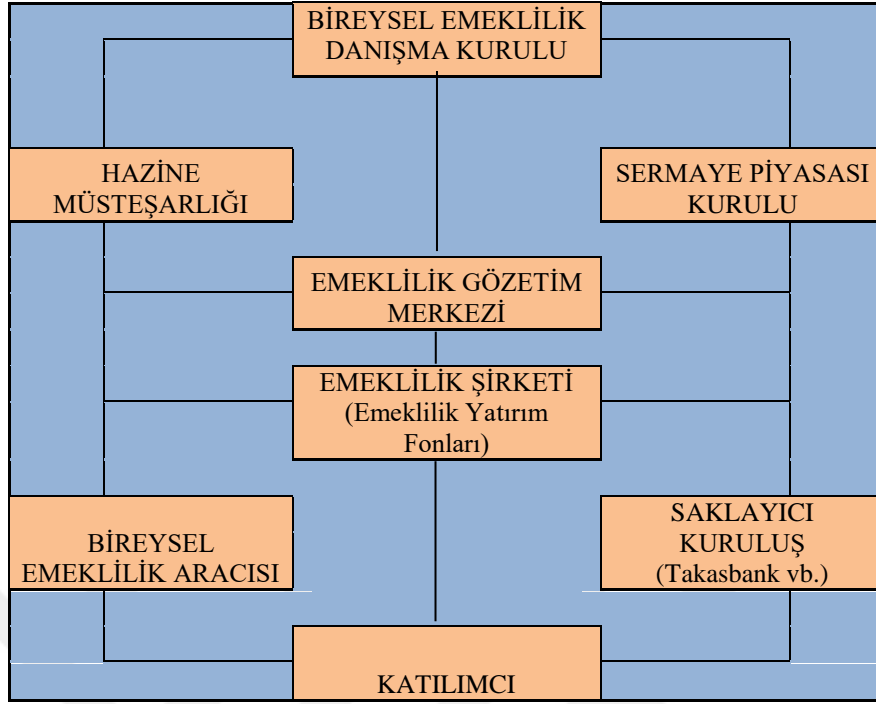 BİREYSEL EMEKLİLİK
DANIŞMA KURULU
HAZİNE
MÜSTEŞARLIĞI
SERMAYE PİYASASI
KURULU
EMEKLİLİK GÖZETİM
MERKEZİ
EMEKLİLİK ŞİRKETİ
(Emeklilik Yatırım
Fonları)
BİREYSEL
EMEKLİLİK ARACISI
SAKLAYICI
KURULUŞ
(Takasbank vb.)
KATILIMCI